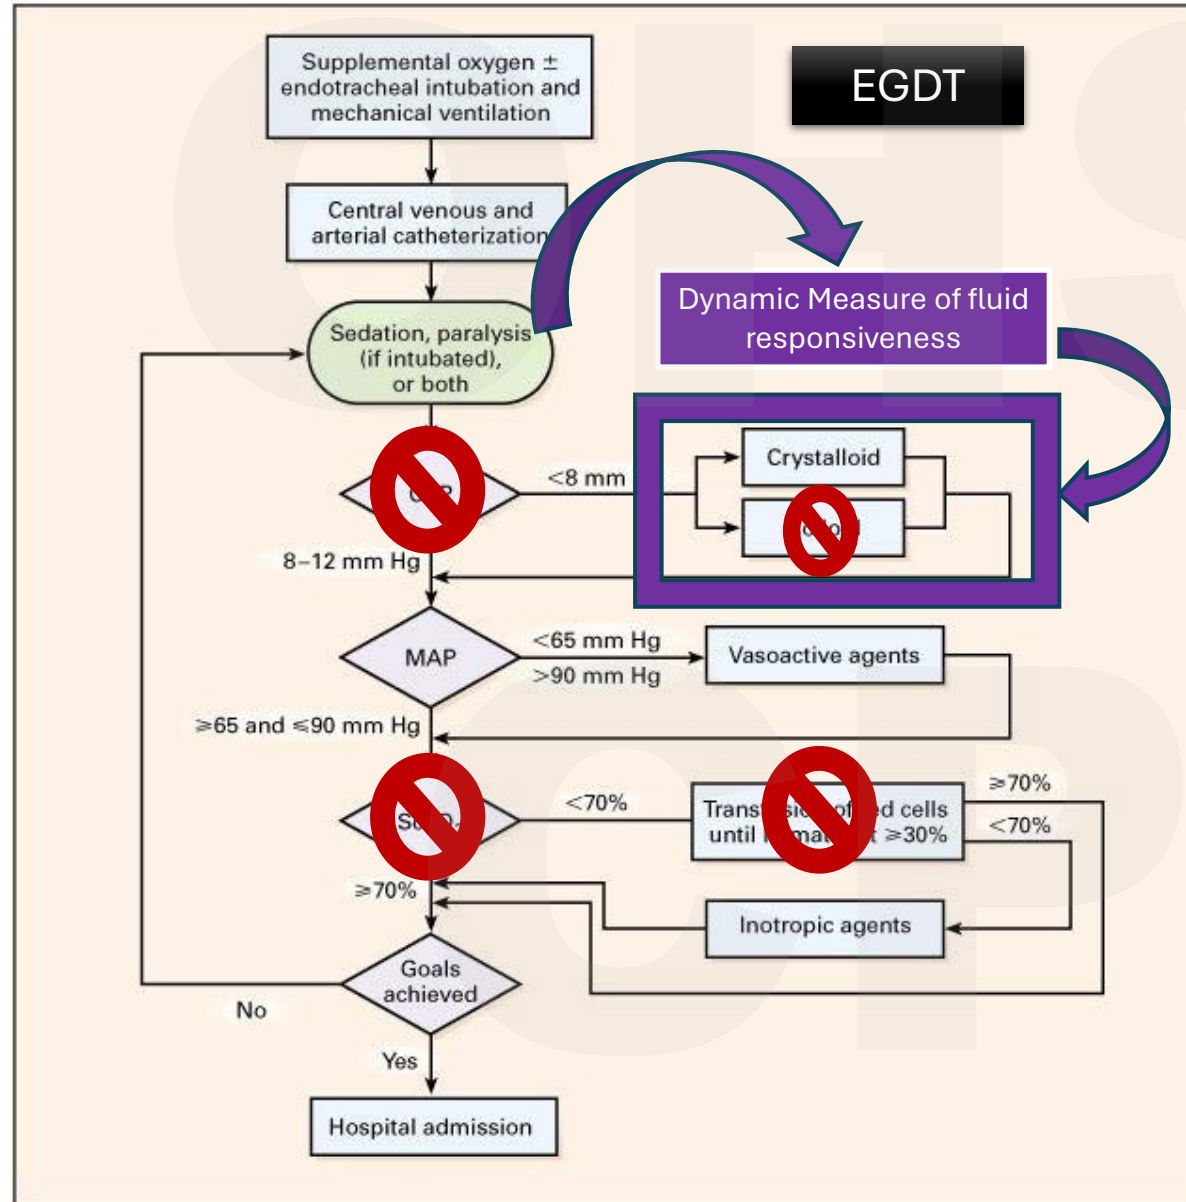 EGDT
Supplemental oxygen ±
endotracheal intubation and
mechanical ventilation
Central venous and
arterial catheterization
Dynamic Measure of fluid
responsiveness
Sedation, paralysis
(if intubated),
or both
<8 mm
Crystalloid
8–12 mm Hg
MAP
<65 mm Hg
>90 mm Hg
Vasoactive agents
≥65 and ≤90 mm Hg
<70%
cells
until ≥30%
≥70%
<70%
≥70%
Inotropic agents
Goals
achieved
No
Yes
Hospital admission